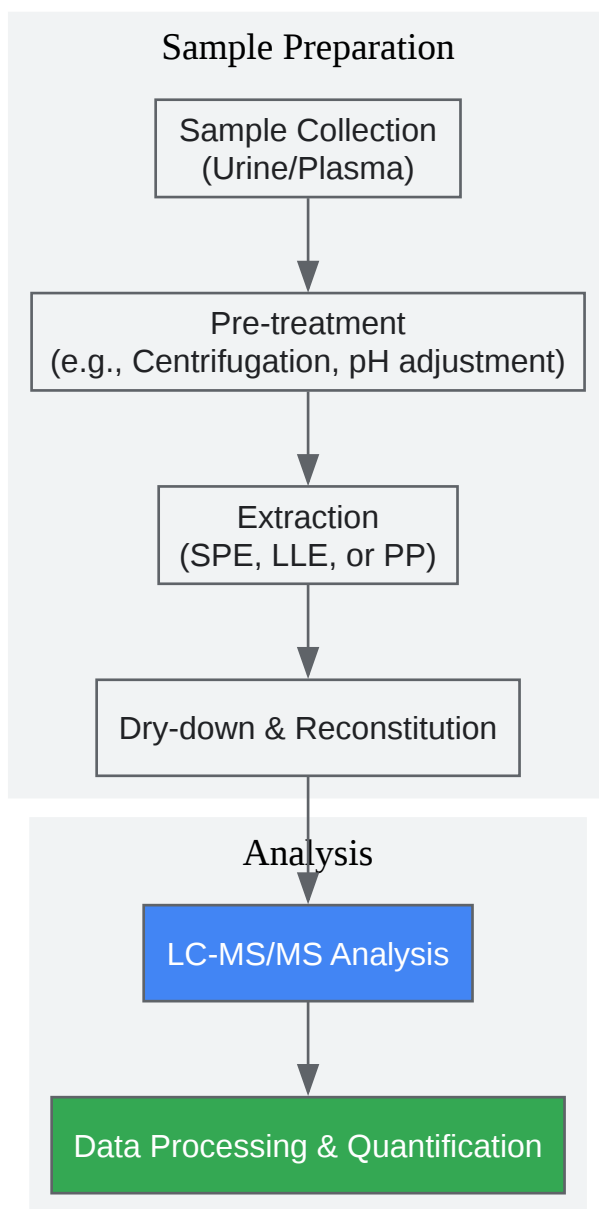 Sample Preparation
Sample Collection
(Urine/Plasma)
Pre-treatment
(e.g., Centrifugation, pH adjustment)
Extraction
(SPE, LLE, or PP)
Dry-down & Reconstitution
Analysis
LC-MS/MS Analysis
Data Processing & Quantification